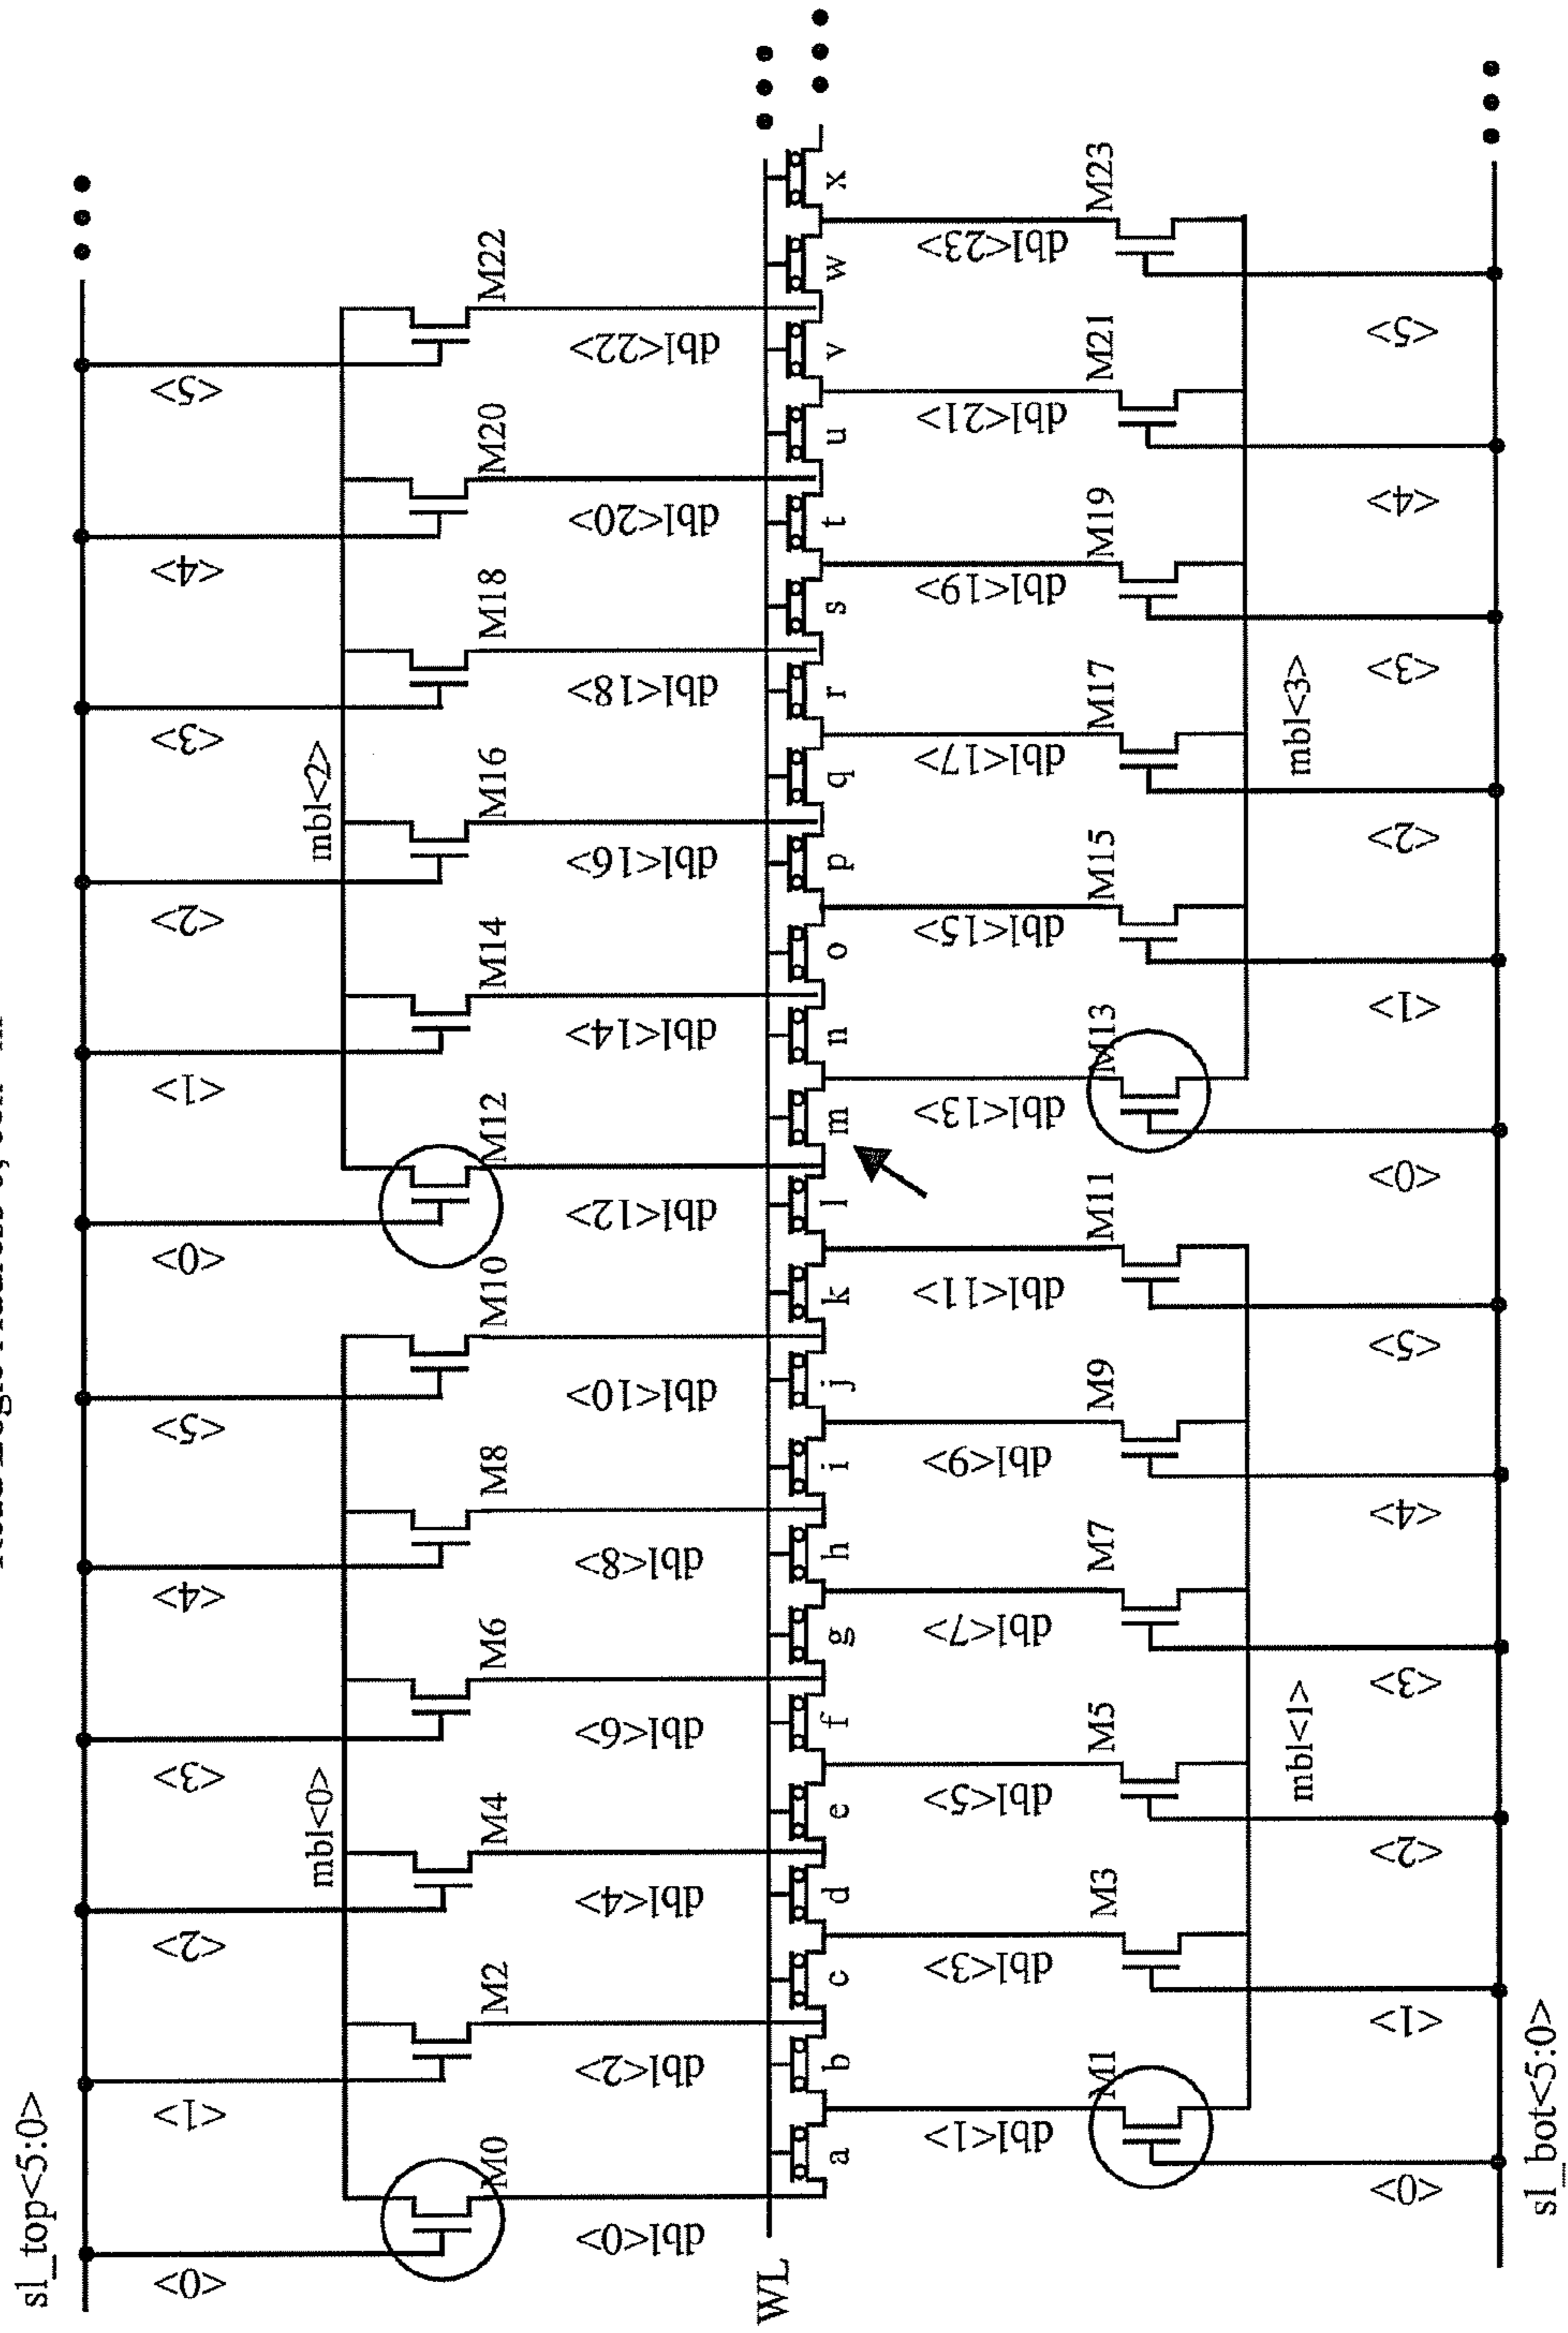 sl_top<5:0>
<0> <1> <2> <3> <4> <5> <0> <1> <2> <3> <4> <5>
mbl<0> mbl<2>
M0 M2 M4 M6 M8 M10 M12 M14 M16 M18 M20 M22
dbl<0> dbl<2> dbl<4> dbl<6> dbl<8> dbl<10> dbl<12> dbl<14> dbl<16> dbl<18> dbl<20> dbl<22>
WL
a b c d e f g h i j k l m n o p q r s t u v w x
dbl<1> dbl<3> dbl<5> dbl<7> dbl<9> dbl<11> dbl<13> dbl<15> dbl<17> dbl<19> dbl<21> dbl<23>
M1 M3 M5 M7 M9 M11 M13 M15 M17 M19 M21 M23
mbl<1> mbl<3>
<0> <1> <2> <3> <4> <5> <0> <1> <2> <3> <4> <5>
sl_bot<5:0>